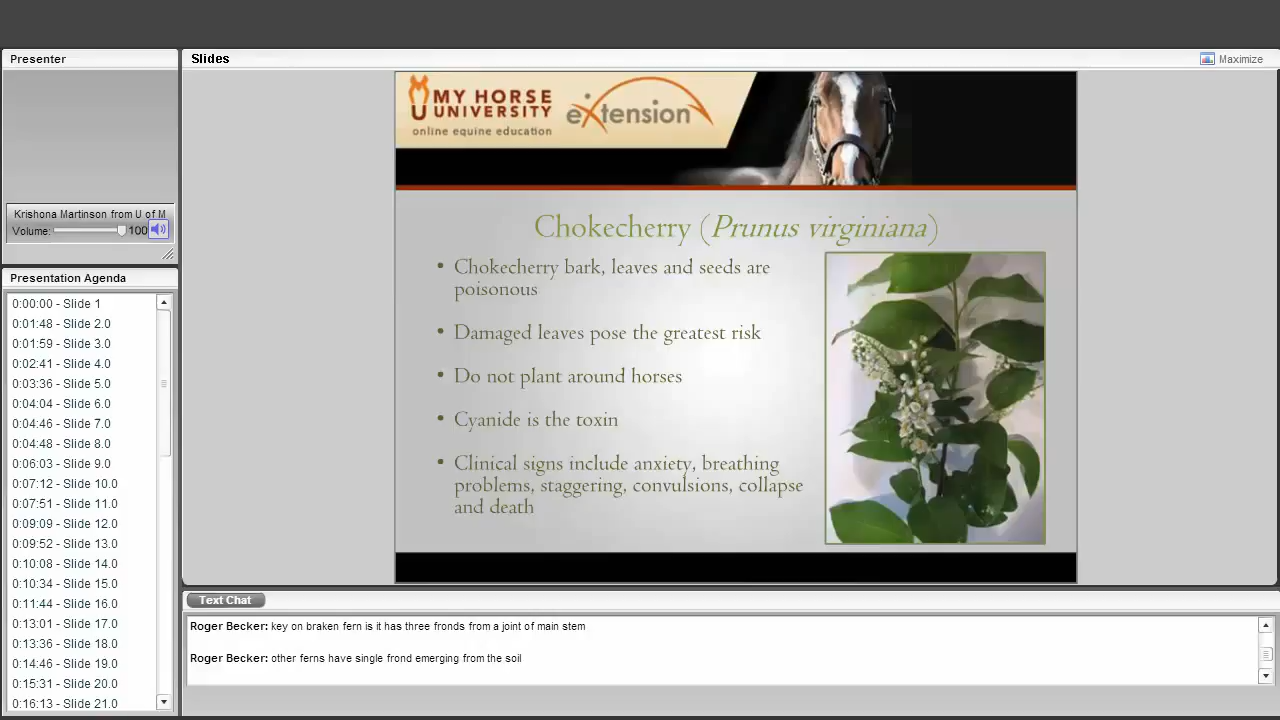 Presenter
Slides
Maximize
MY HORSE
UNIVERSITY
online equine education
eXtension
Krishona Martinson from U of M
Volume: 100
Presentation Agenda
0:00:00 - Slide 1
0:01:48 - Slide 2.0
0:01:59 - Slide 3.0
0:02:41 - Slide 4.0
0:03:36 - Slide 5.0
0:04:04 - Slide 6.0
0:04:46 - Slide 7.0
0:04:48 - Slide 8.0
0:06:03 - Slide 9.0
0:07:12 - Slide 10.0
0:07:51 - Slide 11.0
0:09:09 - Slide 12.0
0:09:52 - Slide 13.0
0:10:08 - Slide 14.0
0:10:34 - Slide 15.0
0:11:44 - Slide 16.0
0:13:01 - Slide 17.0
0:13:36 - Slide 18.0
0:14:46 - Slide 19.0
0:15:31 - Slide 20.0
0:16:13 - Slide 21.0
Chokecherry (Prunus virginiana)
• Chokecherry bark, leaves and seeds are
poisonous
• Damaged leaves pose the greatest risk
• Do not plant around horses
• Cyanide is the toxin
• Clinical signs include anxiety, breathing
problems, staggering, convulsions, collapse
and death
Text Chat
Roger Becker: key on braken fern is it has three fronds from a joint of main stem
Roger Becker: other ferns have single frond emerging from the soil